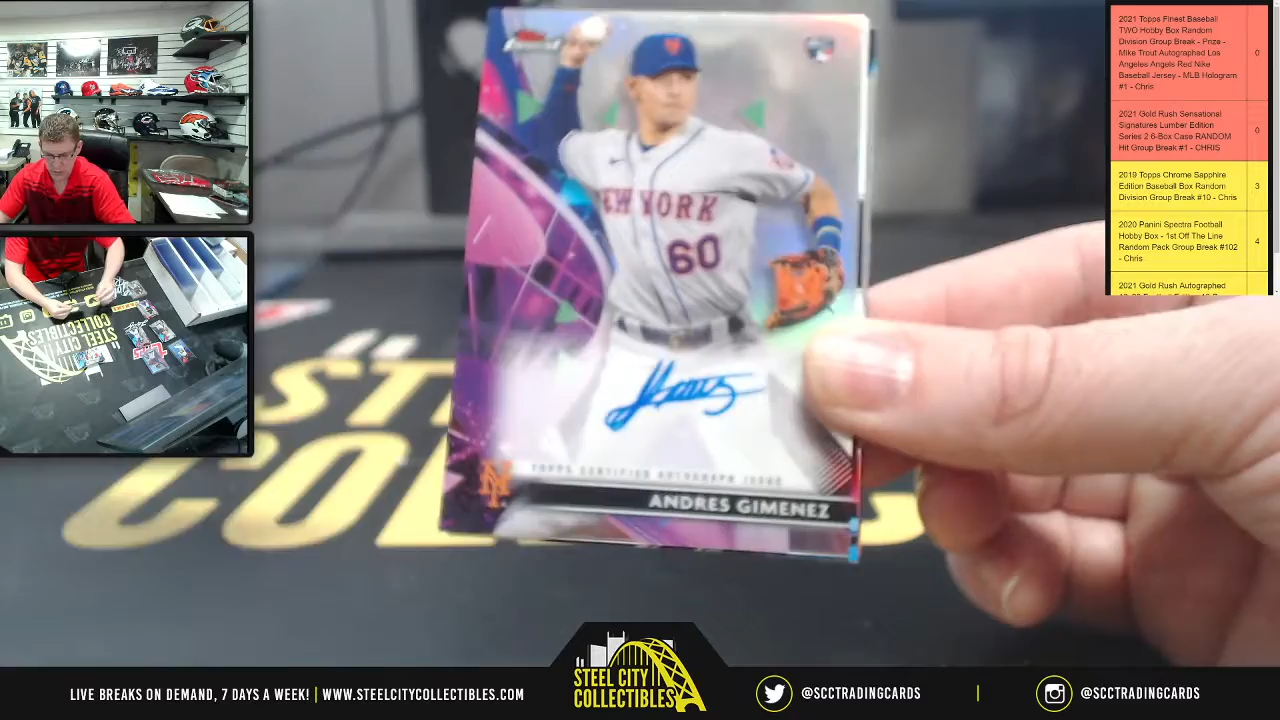 2021 Topps Finest Baseball
TWO Hobby Box Random
Division Group Break - Prize -
Mike Trout Autographed Los
Angeles Angels Red Nike
Baseball Jersey - MLB Hologram
#1 - Chris
0
2021 Gold Rush Sensational
Signatures Lumber Edition
Series 2 6-Box Case RANDOM
Hit Group Break #1 - CHRIS
0
2019 Topps Chrome Sapphire
Edition Baseball Box Random
Division Group Break #10 - Chris
3
2020 Panini Spectra Football
Hobby Box - 1st Off The Line
Random Pack Group Break #102
- Chris
4
2021 Gold Rush Autographed
NEW YORK
60
TOPPS CERTIFIED AUTOGRAPH ISSUE
ANDRES GIMENEZ
STEEL CITY
COLLECTIBLES
LIVE BREAKS ON DEMAND, 7 DAYS A WEEK! | WWW.STEELCITYCOLLECTIBLES.COM
STEEL CITY
COLLECTIBLES
@SCCTRADINGCARDS
@SCCTRADINGCARDS